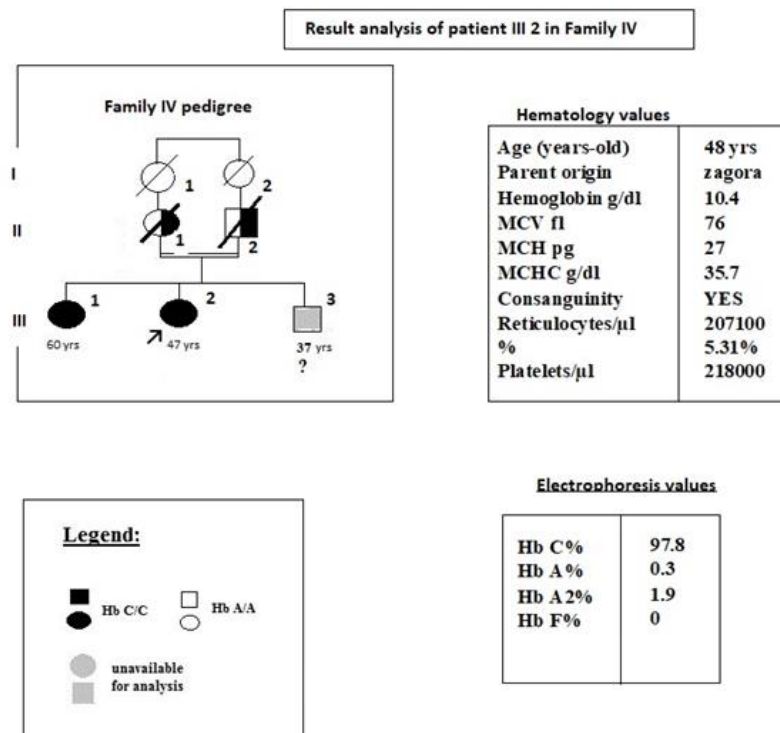 Result analysis of patient III 2 in Family IV
Family IV pedigree
I
1
2
II
1
2
III
1
2
3
60 yrs
47 yrs
37 yrs
?
Hematology values
Age (years-old) 48 yrs
Parent origin zagora
Hemoglobin g/dl 10.4
MCV fl 76
MCH pg 27
MCHC g/dl 35.7
Consanguinity YES
Reticulocytes/µl 207100
% 5.31%
Platelets/µl 218000
Legend:
Hb C/C
Hb A/A
unavailable
for analysis
Electrophoresis values
Hb C% 97.8
Hb A% 0.3
Hb A2% 1.9
Hb F% 0